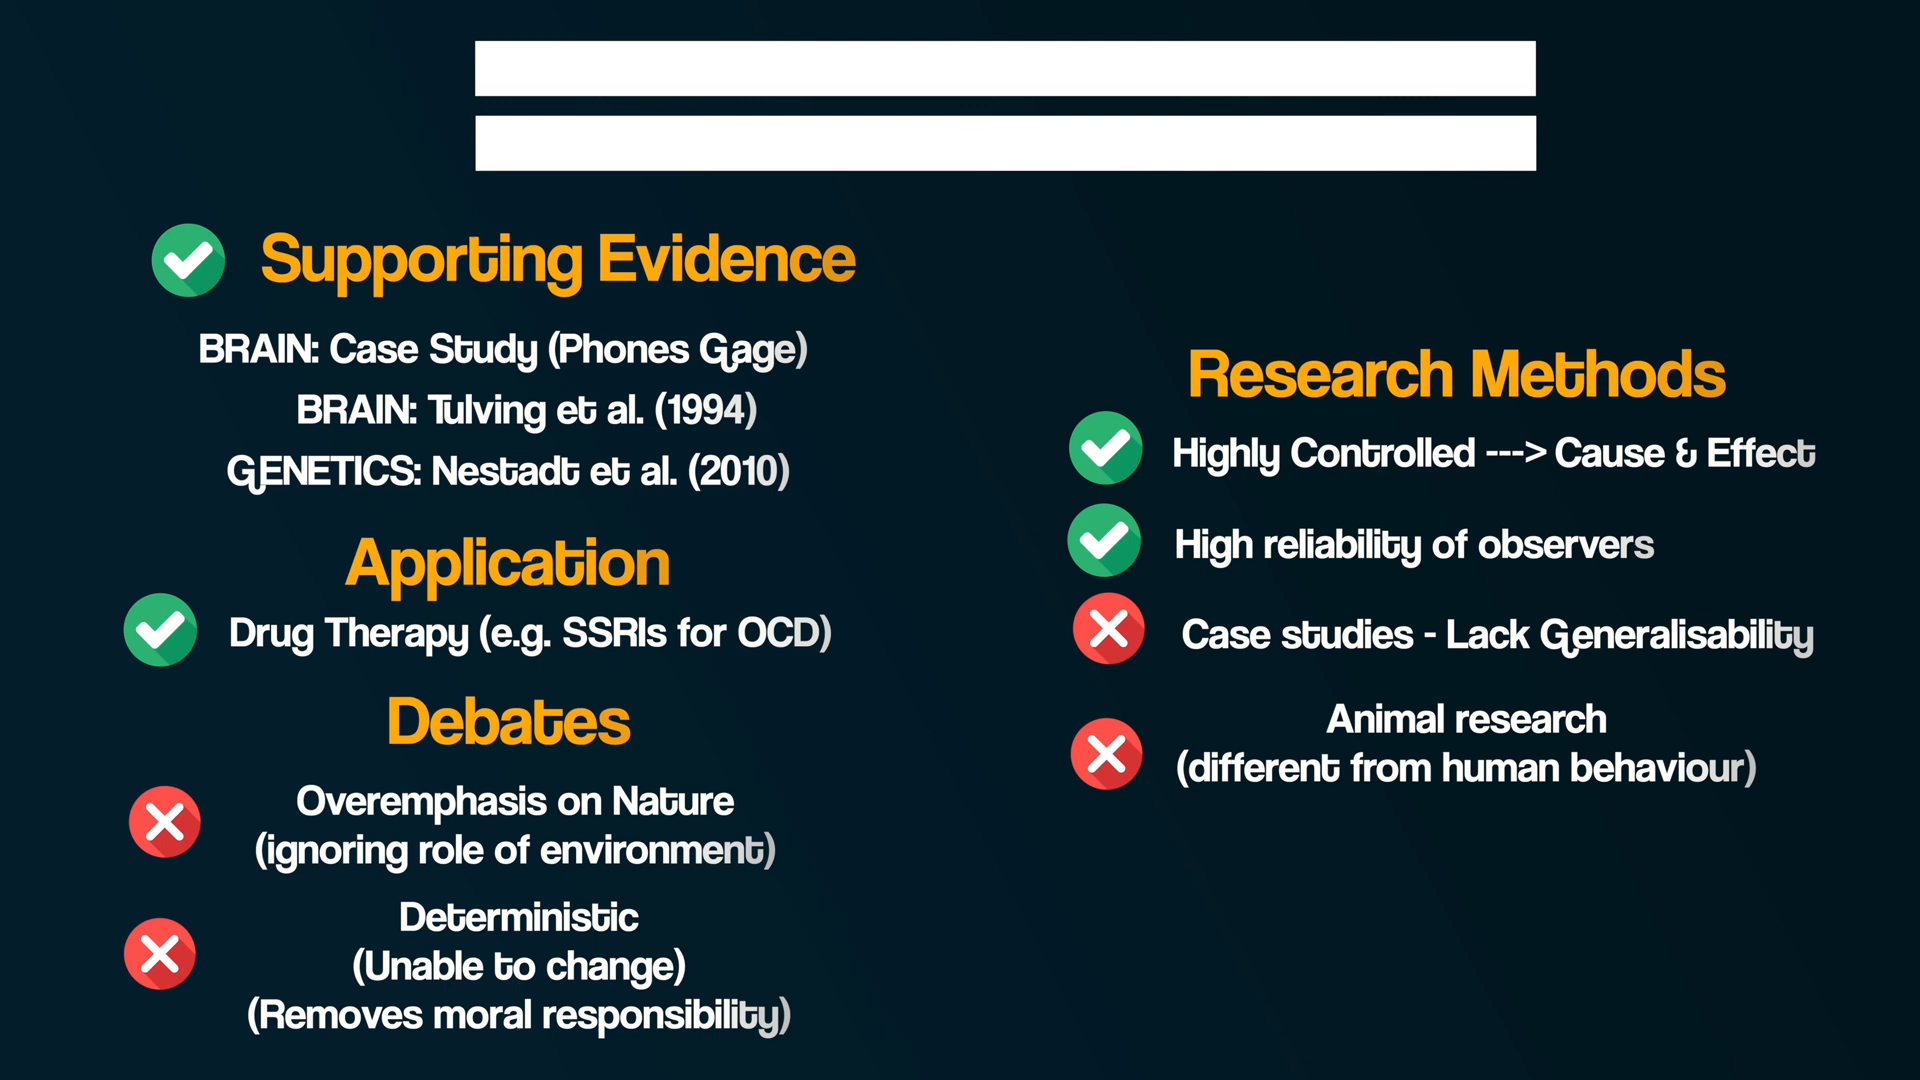 Supporting Evidence
BRAIN: Case Study (Phones Gage)
BRAIN: Tulving et al. (1994)
GENETICS: Nestadt et al. (2010)
Application
Drug Therapy (e.g. SSRIs for OCD)
Debates
Overemphasis on Nature
(ignoring role of environment)
Deterministic
(Unable to change)
(Removes moral responsibility)
Research Methods
Highly Controlled ---> Cause & Effect
High reliability of observers
Case studies - Lack Generalisability
Animal research
(different from human behaviour)